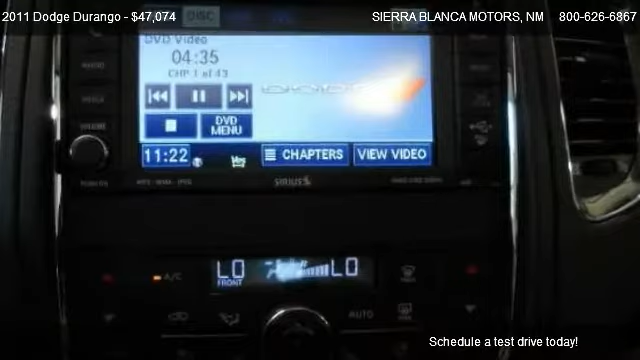 2011 Dodge Durango - $47,074 SIERRA BLANCA MOTORS, NM 800-626-6867
DISC
DVD Video
04:35
CHP 1 of 43
DVD MENU
VOLUME
11:22 CHAPTERS VIEW VIDEO
SIRIUS
LO LO
FRONT
A/C
AUTO
Schedule a test drive today!